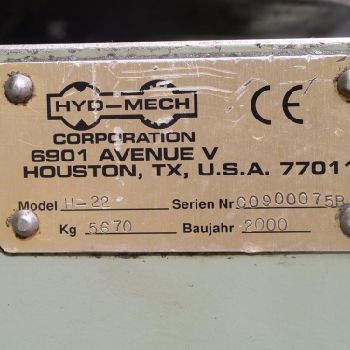 HYD-MECH CE
CORPORATION
6901 AVENUE V
HOUSTON, TX, U.S.A. 77011
Model H-22 Serien Nr C0900075B
Kg 5670 Baujahr 2000